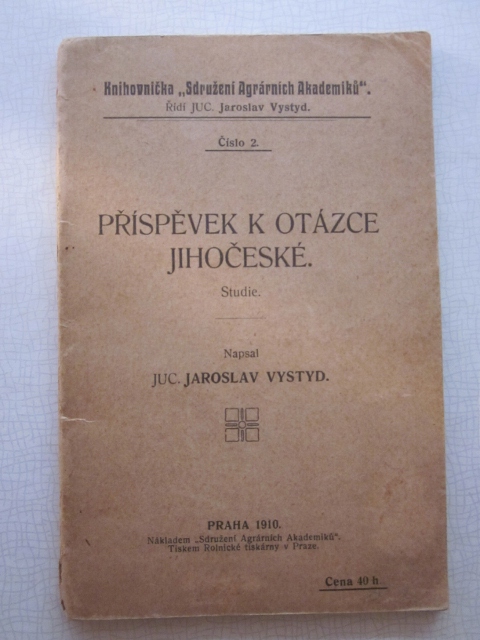 Knihovnička „Sdružení Agrárních Akademiků“.
Řídí JUC. Jaroslav Vystyd.
Číslo 2.
PŘÍSPĚVEK K OTÁZCE
JIHOČESKÉ.
Studie.
Napsal
JUC. JAROSLAV VYSTYD.
PRAHA 1910.
Nákladem „Sdružení Agrárních Akademiků“.
Tiskem Rolnické tiskárny v Praze.
Cena 40 h